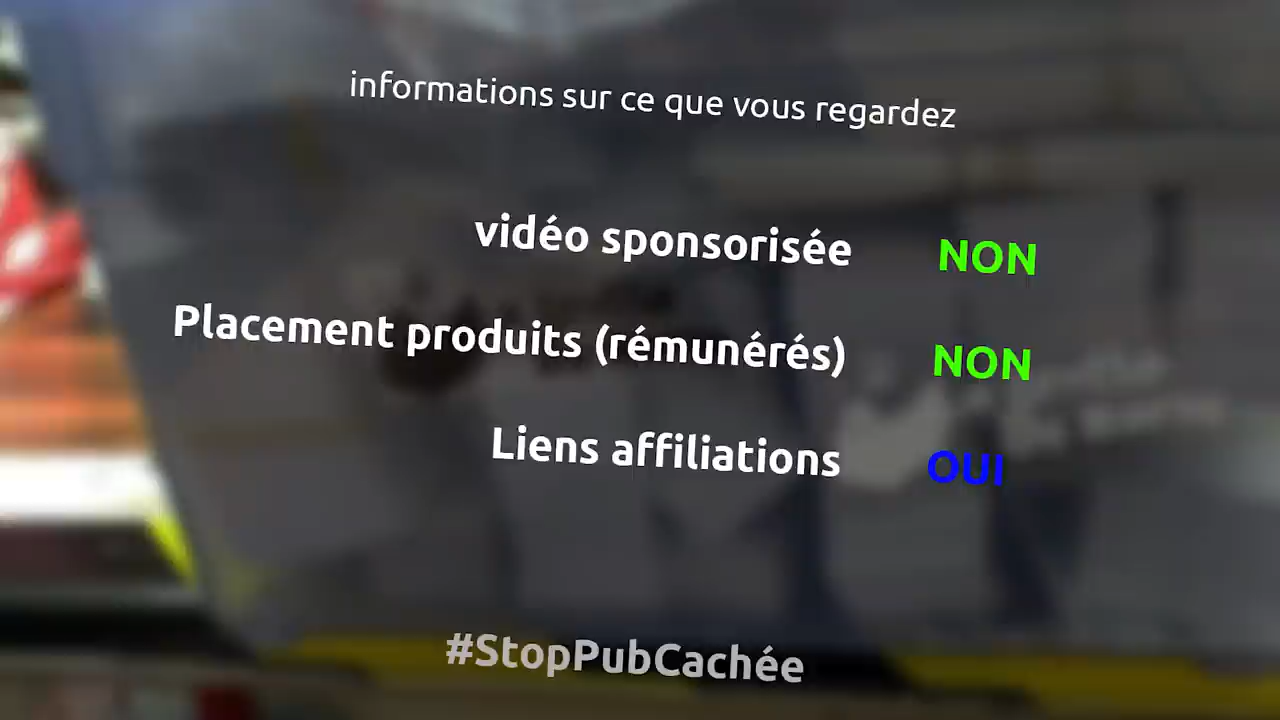 informations sur ce que vous regardez
vidéo sponsorisée NON
Placement produits (rémunérés) NON
Liens affiliations OUI
#StopPubCachée